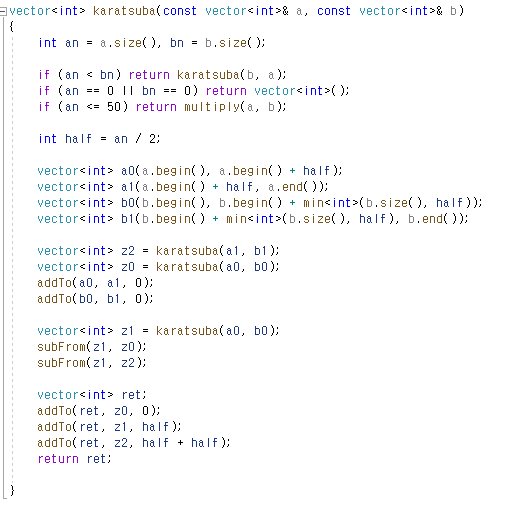 vector<int> karatsuba(const vector<int>& a, const vector<int>& b)
{
    int an = a.size(), bn = b.size();

    if (an < bn) return karatsuba(b, a);
    if (an == 0 || bn == 0) return vector<int>();
    if (an <= 50) return multiply(a, b);

    int half = an / 2;

    vector<int> a0(a.begin(), a.begin() + half);
    vector<int> a1(a.begin() + half, a.end());
    vector<int> b0(b.begin(), b.begin() + min<int>(b.size(), half));
    vector<int> b1(b.begin() + min<int>(b.size(), half), b.end());

    vector<int> z2 = karatsuba(a1, b1);
    vector<int> z0 = karatsuba(a0, b0);
    addTo(a0, a1, 0);
    addTo(b0, b1, 0);

    vector<int> z1 = karatsuba(a0, b0);
    subFrom(z1, z0);
    subFrom(z1, z2);

    vector<int> ret;
    addTo(ret, z0, 0);
    addTo(ret, z1, half);
    addTo(ret, z2, half + half);
    return ret;

}